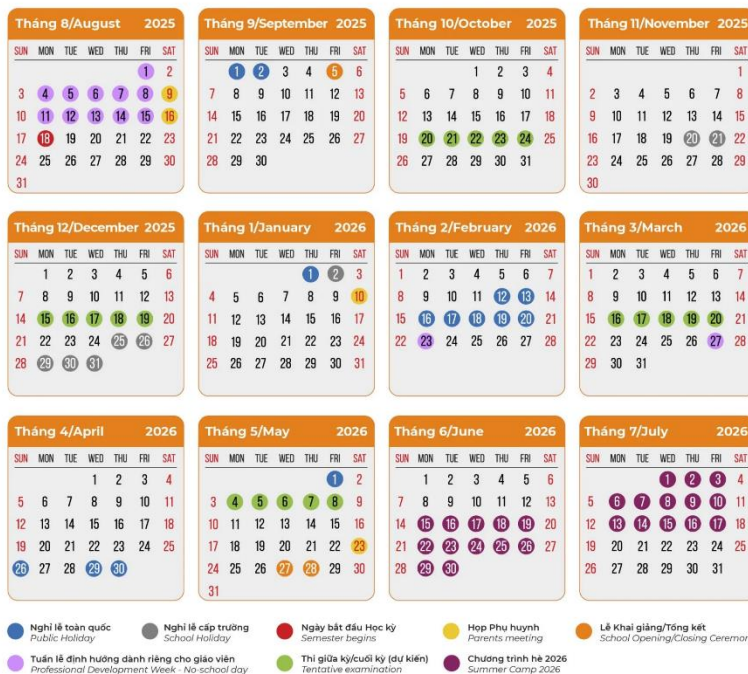 Tháng 8/August 2025
SUN MON TUE WED THU FRI SAT
1 2
3 4 5 6 7 8 9
10 11 12 13 14 15 16
17 18 19 20 21 22 23
24 25 26 27 28 29 30
31
Tháng 9/September 2025
SUN MON TUE WED THU FRI SAT
1 2 3 4 5 6
7 8 9 10 11 12 13
14 15 16 17 18 19 20
21 22 23 24 25 26 27
28 29 30
Tháng 10/October 2025
SUN MON TUE WED THU FRI SAT
1 2 3 4
5 6 7 8 9 10 11
12 13 14 15 16 17 18
19 20 21 22 23 24 25
26 27 28 29 30 31
Tháng 11/November 2025
SUN MON TUE WED THU FRI SAT
1
2 3 4 5 6 7 8
9 10 11 12 13 14 15
16 17 18 19 20 21 22
23 24 25 26 27 28 29
30
Tháng 12/December 2025
SUN MON TUE WED THU FRI SAT
1 2 3 4 5 6
7 8 9 10 11 12 13
14 15 16 17 18 19 20
21 22 23 24 25 26 27
28 29 30 31
Tháng 1/January 2026
SUN MON TUE WED THU FRI SAT
1 2 3
4 5 6 7 8 9 10
11 12 13 14 15 16 17
18 19 20 21 22 23 24
25 26 27 28 29 30 31
Tháng 2/February 2026
SUN MON TUE WED THU FRI SAT
1 2 3 4 5 6 7
8 9 10 11 12 13 14
15 16 17 18 19 20 21
22 23 24 25 26 27 28
Tháng 3/March 2026
SUN MON TUE WED THU FRI SAT
1 2 3 4 5 6 7
8 9 10 11 12 13 14
15 16 17 18 19 20 21
22 23 24 25 26 27 28
29 30 31
Tháng 4/April 2026
SUN MON TUE WED THU FRI SAT
1 2 3 4
5 6 7 8 9 10 11
12 13 14 15 16 17 18
19 20 21 22 23 24 25
26 27 28 29 30
Tháng 5/May 2026
SUN MON TUE WED THU FRI SAT
1 2
3 4 5 6 7 8 9
10 11 12 13 14 15 16
17 18 19 20 21 22 23
24 25 26 27 28 29 30
31
Tháng 6/June 2026
SUN MON TUE WED THU FRI SAT
1 2 3 4 5 6
7 8 9 10 11 12 13
14 15 16 17 18 19 20
21 22 23 24 25 26 27
28 29 30
Tháng 7/July 2026
SUN MON TUE WED THU FRI SAT
1 2 3 4
5 6 7 8 9 10 11
12 13 14 15 16 17 18
19 20 21 22 23 24 25
26 27 28 29 30 31
Nghỉ lễ toàn quốc
Public Holiday
Nghỉ lễ cấp trường
School Holiday
Ngày bắt đầu Học kỳ
Semester begins
Họp Phụ huynh
Parents meeting
Lễ Khai giảng/Tổng kết
School Opening/Closing Ceremon
Tuần lễ định hướng dành riêng cho giáo viên
Professional Development Week - No-school day
Thi giữa kỳ/cuối kỳ (dự kiến)
Tentative examination
Chương trình hè 2026
Summer Camp 2026